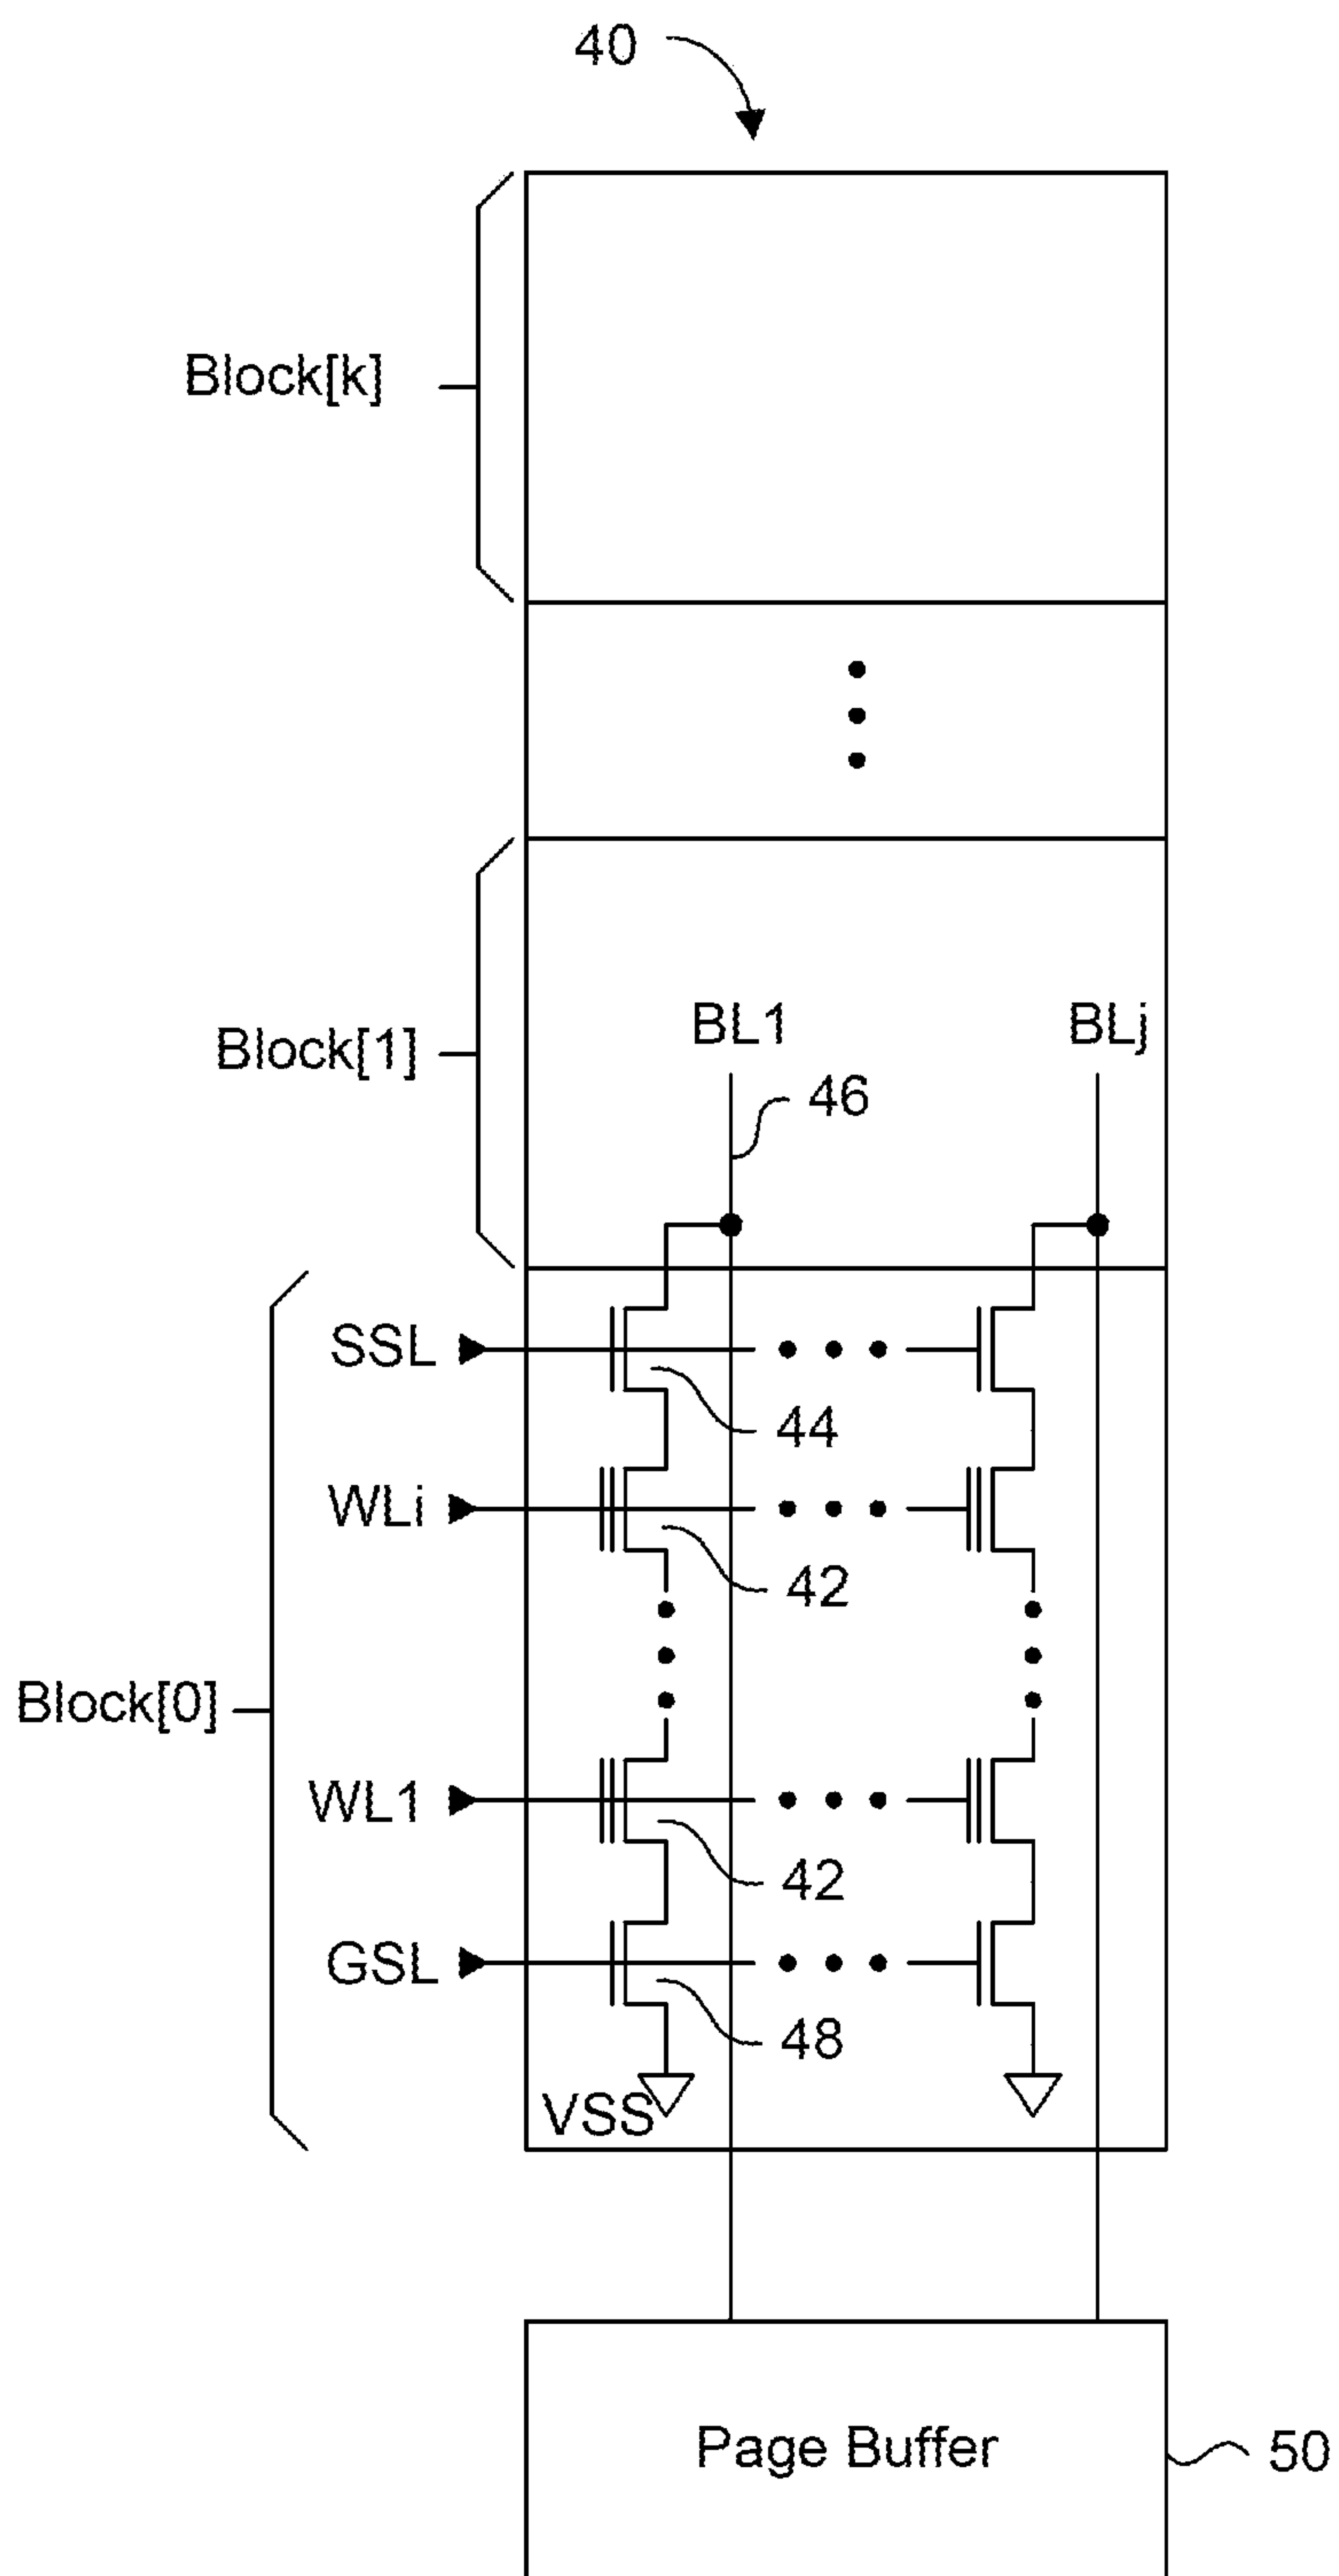 40
Block[k]
Block[1]
BL1
BLj
46
SSL
44
WLi
42
Block[0]
WL1
42
GSL
48
VSS
Page Buffer
50